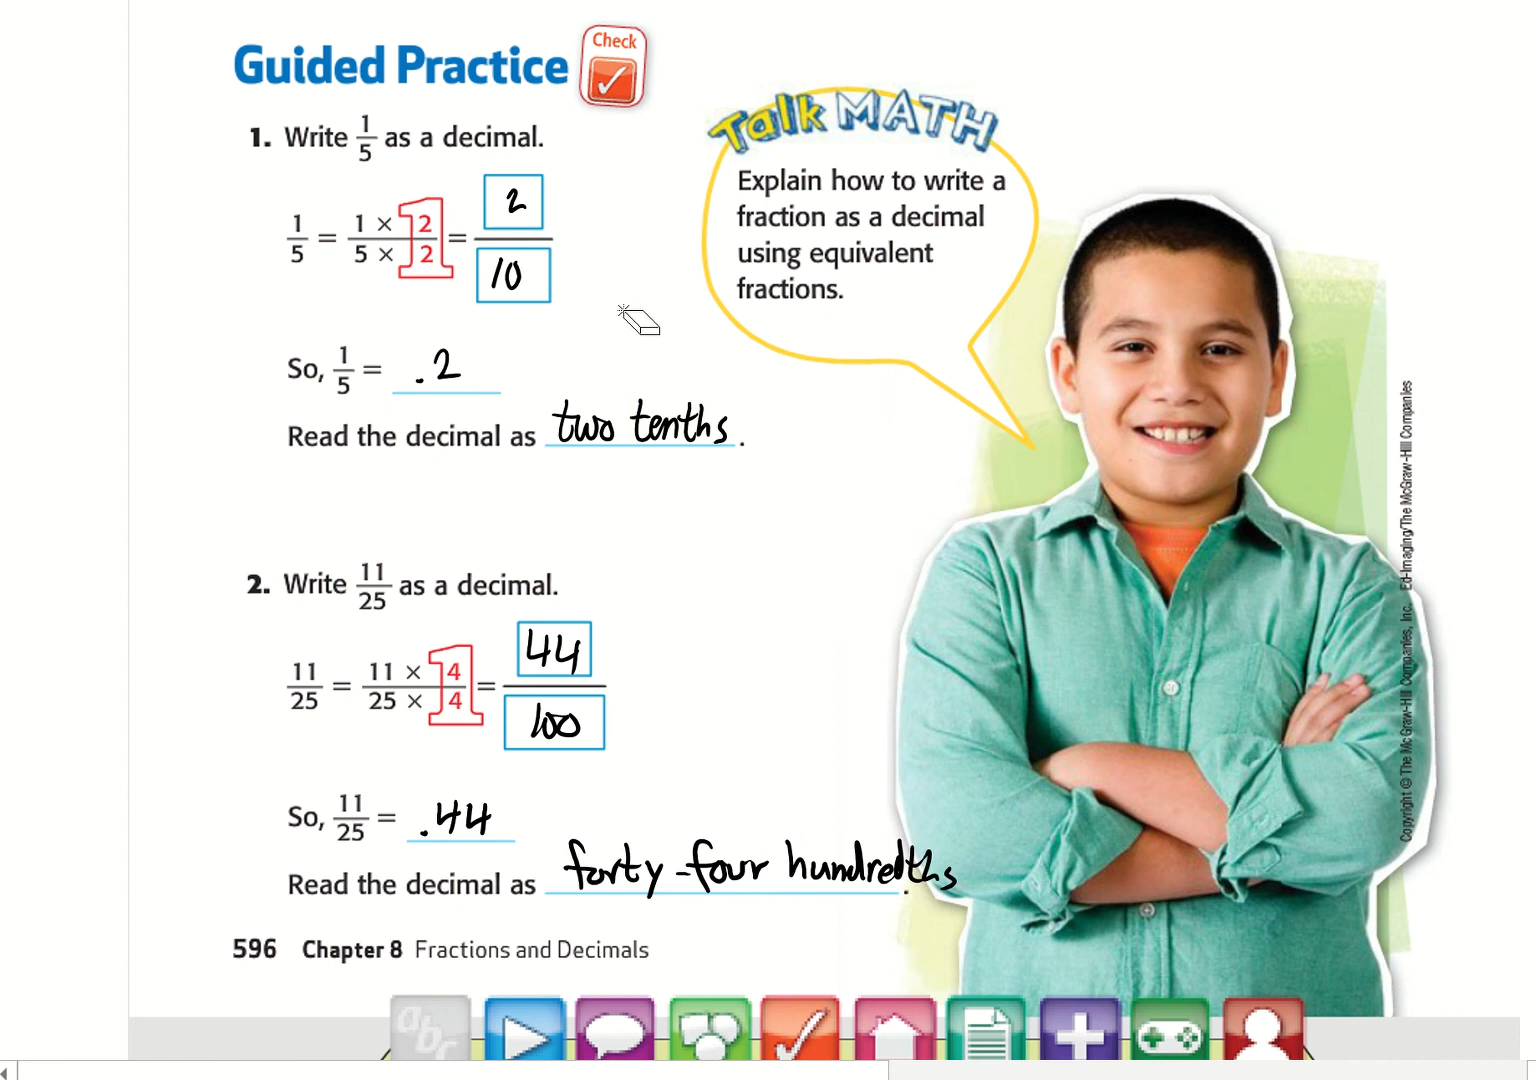 Guided Practice
Check
1. Write 1/5 as a decimal.
1/5 = 1 × 2 / 5 × 2 = 2/10
So, 1/5 = .2
Read the decimal as two tenths.
Talk MATH
Explain how to write a
fraction as a decimal
using equivalent
fractions.
2. Write 11/25 as a decimal.
11/25 = 11 × 4 / 25 × 4 = 44/100
So, 11/25 = .44
Read the decimal as forty-four hundredths.
596 Chapter 8 Fractions and Decimals
Copyright © The McGraw-Hill Companies, Inc. Ed-Imaging/The McGraw-Hill Companies
abc